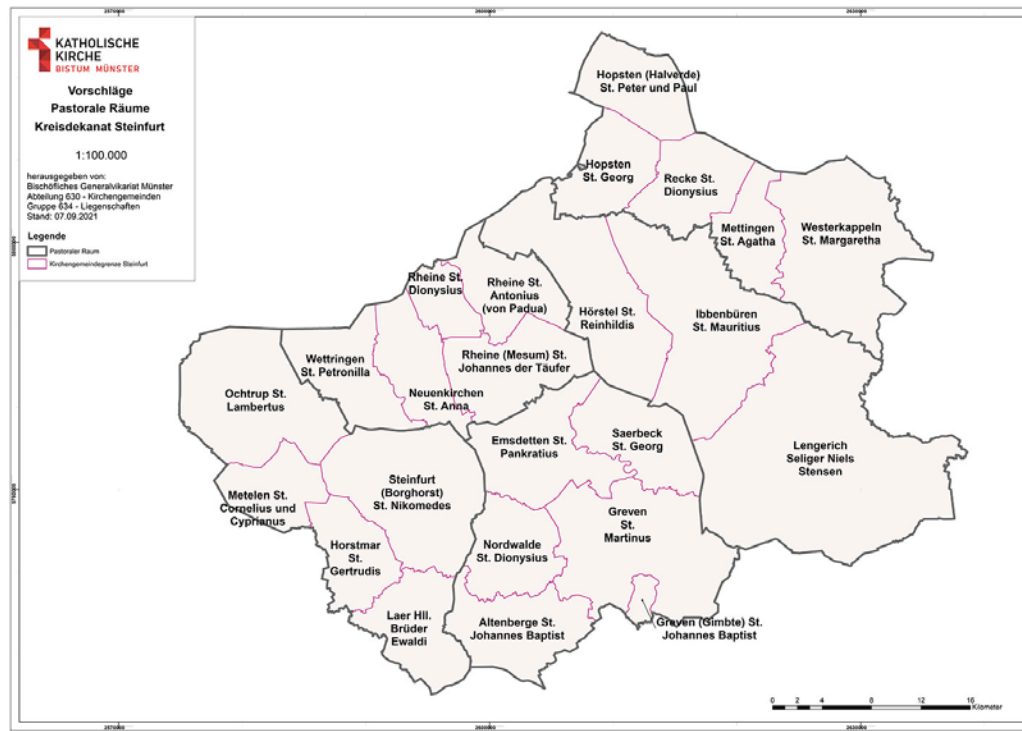 KATHOLISCHE
KIRCHE
BISTUM MÜNSTER
Vorschläge
Pastorale Räume
Kreisdekanat Steinfurt
1:100.000
herausgegeben von:
Bischöfliches Generalvikariat Münster
Abteilung 630 - Kirchengemeinden
Gruppe 634 - Liegenschaften
Stand: 07.09.2021
Legende
Pastoraler Raum
Kirchengemeindegrenze Steinfurt
Hopsten (Halverde)
St. Peter und Paul
Hopsten
St. Georg
Recke St.
Dionysius
Mettingen
St. Agatha
Westerkappeln
St. Margaretha
Rheine St.
Dionysius
Rheine St.
Antonius
(von Padua)
Hörstel St.
Reinhildis
Ibbenbüren
St. Mauritius
Wettringen
St. Petronilla
Rheine (Mesum) St.
Johannes der Täufer
Ochtrup St.
Lambertus
Neuenkirchen
St. Anna
Emsdetten St.
Pankratius
Saerbeck
St. Georg
Lengerich
Seliger Niels
Stensen
Steinfurt
(Borghorst)
St. Nikomedes
Metelen St.
Cornelius und
Cyprianus
Greven
St.
Martinus
Horstmar
St.
Gertrudis
Nordwalde
St. Dionysius
Laer Hll.
Brüder
Ewaldi
Altenberge St.
Johannes Baptist
Greven (Gimbte) St.
Johannes Baptist
0 2 4 8 12 16
Kilometer